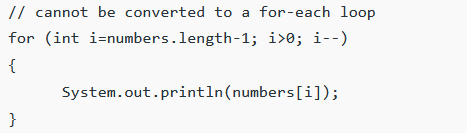 // cannot be converted to a for-each loop
for (int i=numbers.length-1; i>0; i--)
{
      System.out.println(numbers[i]);
}